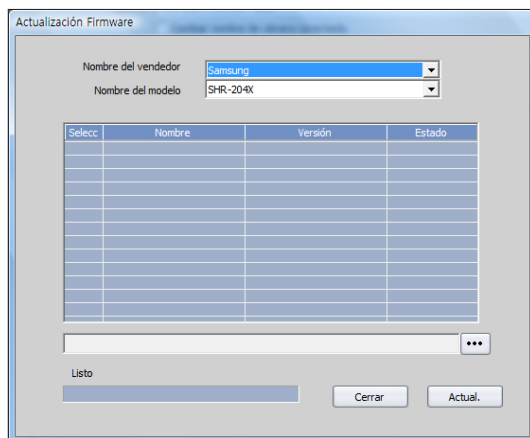 Actualización Firmware
Nombre del vendedor Samsung
Nombre del modelo SHR-204X
Selecc Nombre Versión Estado
...
Listo
Cerrar Actual.